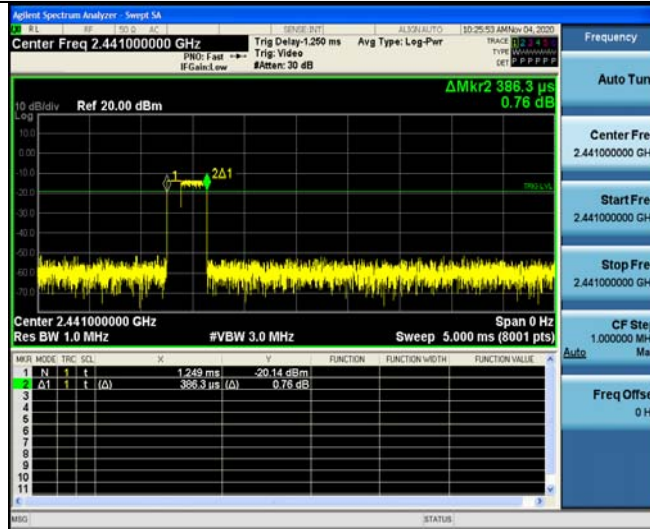 Agilent Spectrum Analyzer - Swept SA
RL RF 50 Ω AC SENSE:INT ALIGN AUTO 10:25:53 AM Nov 04, 2020
Center Freq 2.441000000 GHz
PNO: Fast
IFGain:Low
Trig Delay-1.250 ms
Trig: Video
#Atten: 30 dB
Avg Type: Log-Pwr
TRACE 1 2 3 4 5 6
TYPE
DET P P P P P P
ΔMkr2 386.3 µs
0.76 dB
10 dB/div Ref 20.00 dBm
Log
10.0
0.00
-10.0
-20.0
-30.0
-40.0
-50.0
-60.0
-70.0
1
2Δ1
TRIG LVL
Center 2.441000000 GHz Span 0 Hz
Res BW 1.0 MHz #VBW 3.0 MHz Sweep 5.000 ms (8001 pts)
MKR MODE TRC SCL X Y FUNCTION FUNCTION WIDTH FUNCTION VALUE
1 N 1 t 1.249 ms -20.14 dBm
2 Δ1 1 t (Δ) 386.3 µs (Δ) 0.76 dB
3
4
5
6
7
8
9
10
11
MSG STATUS
Frequency
Auto Tun
Center Fre
2.441000000 GH
Start Fre
2.441000000 GH
Stop Fre
2.441000000 GH
CF Ste
1.000000 MH
Auto Ma
Freq Offse
0 H